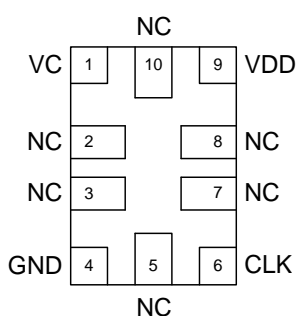 NC
VC 1 10 9 VDD
NC 2 8 NC
NC 3 7 NC
GND 4 5 6 CLK
NC